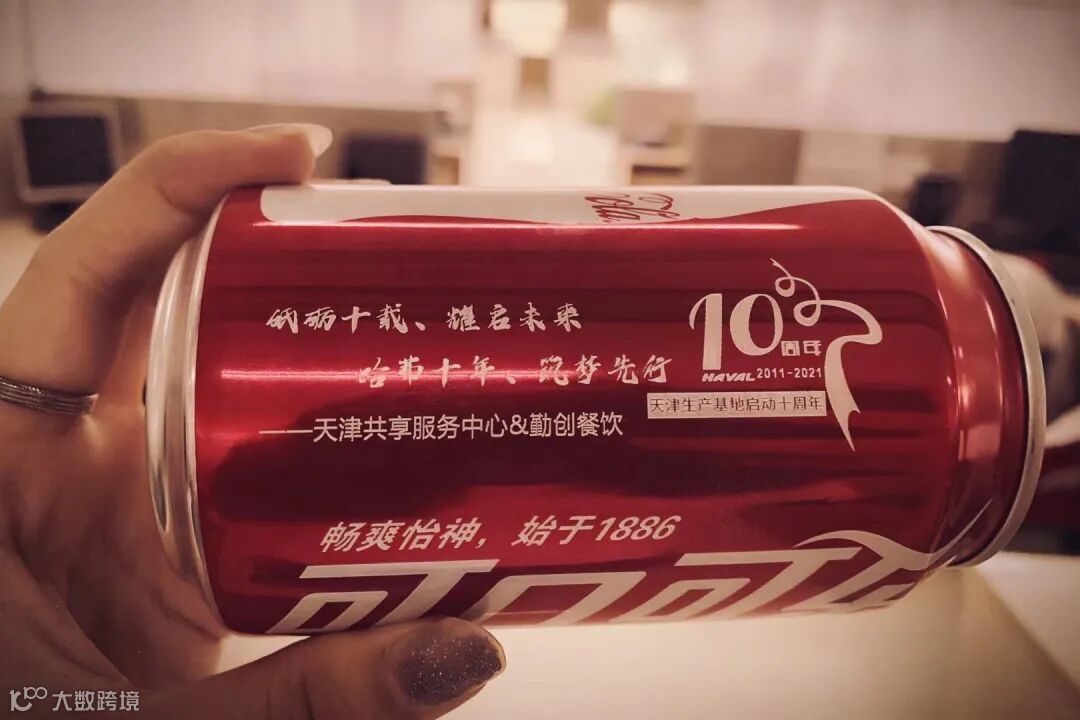 Cola
砥砺十载、耀启未来
哈弗十年、筑梦先行
——天津共享服务中心&勤创餐饮
10
周年
HAVAL 2011-2021
天津生产基地启动十周年
畅爽怡神，始于1886
可口可乐
大数跨境